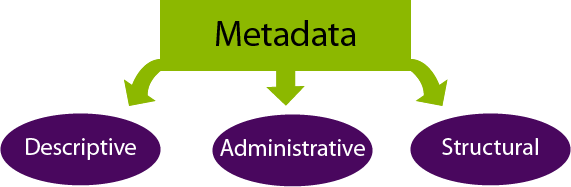 Metadata
Descriptive
Administrative
Structural